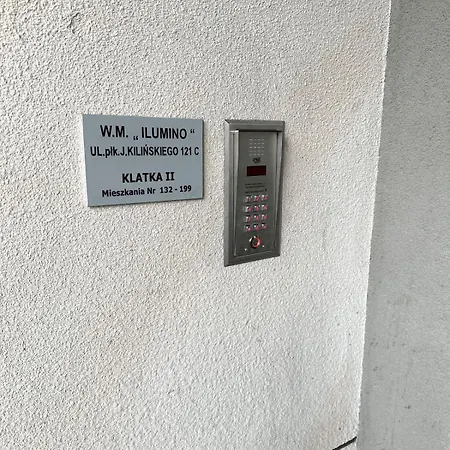 W.M. „ ILUMINO “
UL.płk.J,KILIŃSKIEGO 121 C
KLATKA II
Mieszkania Nr 132 - 199